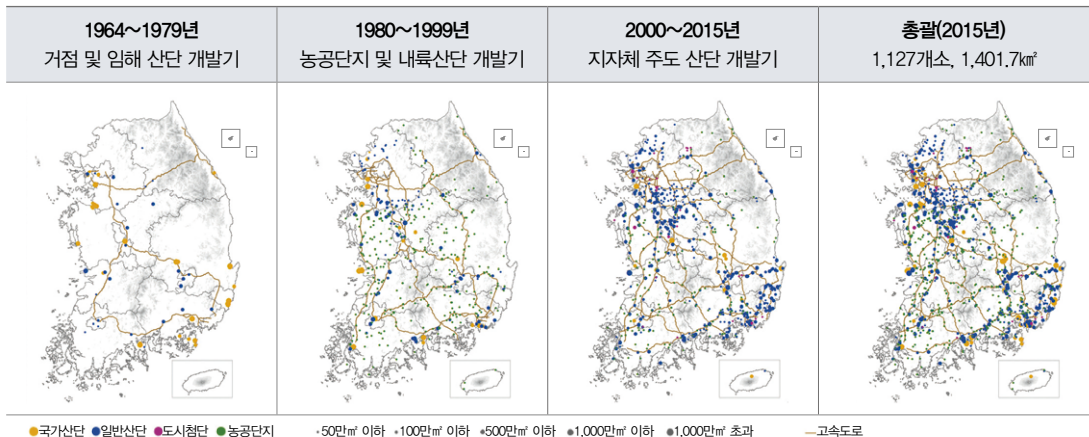 1964~1979년
거점 및 임해 산단 개발기
1980~1999년
농공단지 및 내륙산단 개발기
2000~2015년
지자체 주도 산단 개발기
총괄(2015년)
1,127개소, 1,401.7㎢
국가산단 일반산단 도시첨단 농공단지 50만㎡ 이하 100만㎡ 이하 500만㎡ 이하 1,000만㎡ 이하 1,000만㎡ 초과 고속도로